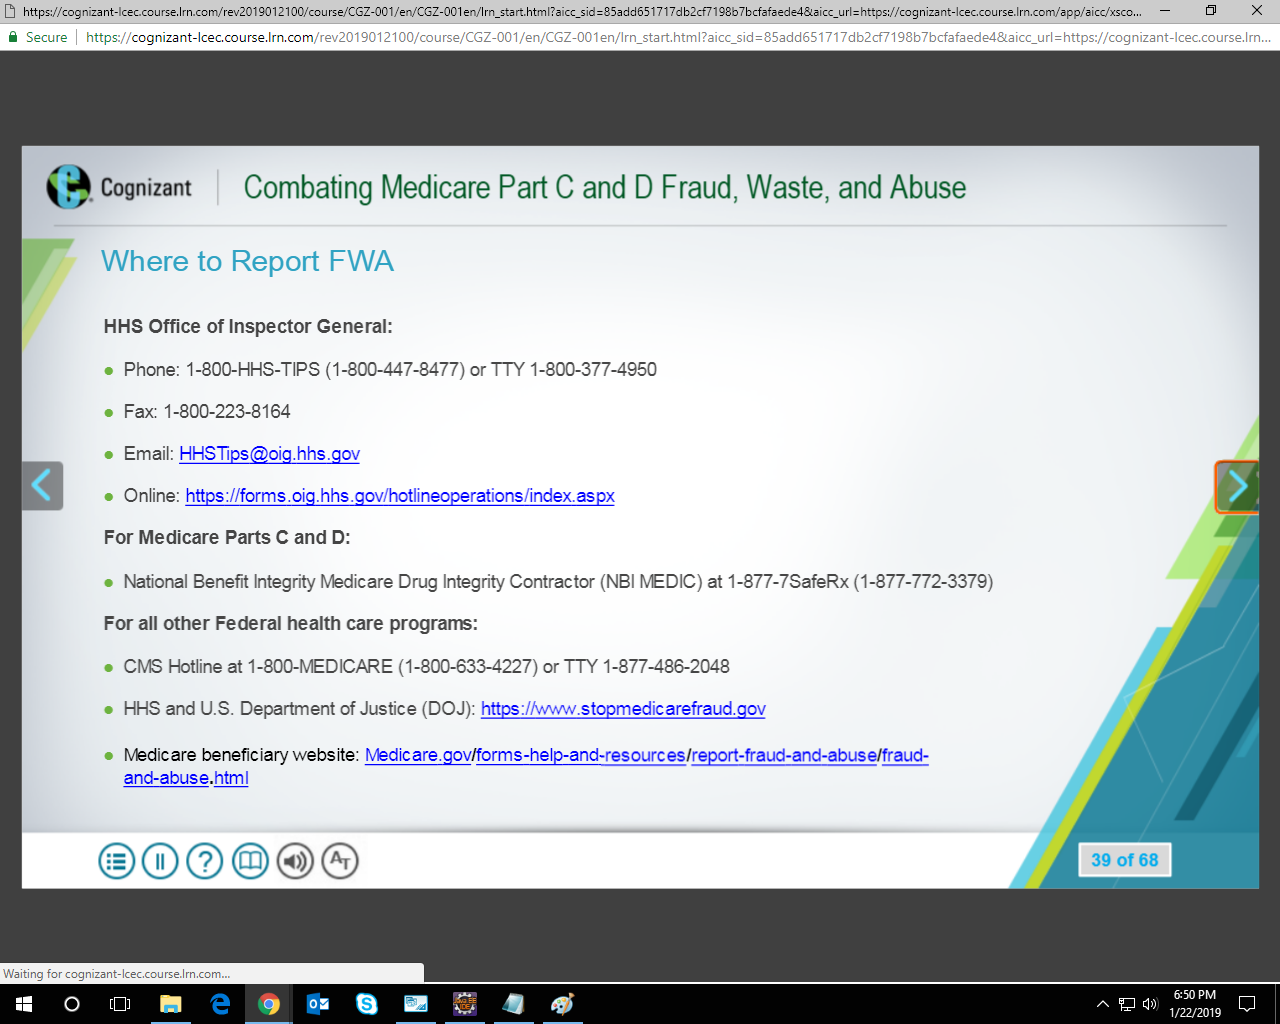 https://cognizant-lcec.course.lrn.com/rev2019012100/course/CGZ-001/en/CGZ-001en/lrn_start.html?aicc_sid=85add651717db2cf7198b7bcfafaede4&aicc_url=https://cognizant-lcec.course.lrn.com/app/aicc/xsco...
Secure
https://cognizant-lcec.course.lrn.com/rev2019012100/course/CGZ-001/en/CGZ-001en/lrn_start.html?aicc_sid=85add651717db2cf7198b7bcfafaede4&aicc_url=https://cognizant-lcec.course.lrn...
Cognizant
Combating Medicare Part C and D Fraud, Waste, and Abuse
Where to Report FWA
HHS Office of Inspector General:
Phone: 1-800-HHS-TIPS (1-800-447-8477) or TTY 1-800-377-4950
Fax: 1-800-223-8164
Email: HHSTips@oig.hhs.gov
Online: https://forms.oig.hhs.gov/hotlineoperations/index.aspx
For Medicare Parts C and D:
National Benefit Integrity Medicare Drug Integrity Contractor (NBI MEDIC) at 1-877-7SafeRx (1-877-772-3379)
For all other Federal health care programs:
CMS Hotline at 1-800-MEDICARE (1-800-633-4227) or TTY 1-877-486-2048
HHS and U.S. Department of Justice (DOJ): https://www.stopmedicarefraud.gov
Medicare beneficiary website: Medicare.gov/forms-help-and-resources/report-fraud-and-abuse/fraud-
and-abuse.html
39 of 68
Waiting for cognizant-lcec.course.lrn.com...
6:50 PM
1/22/2019